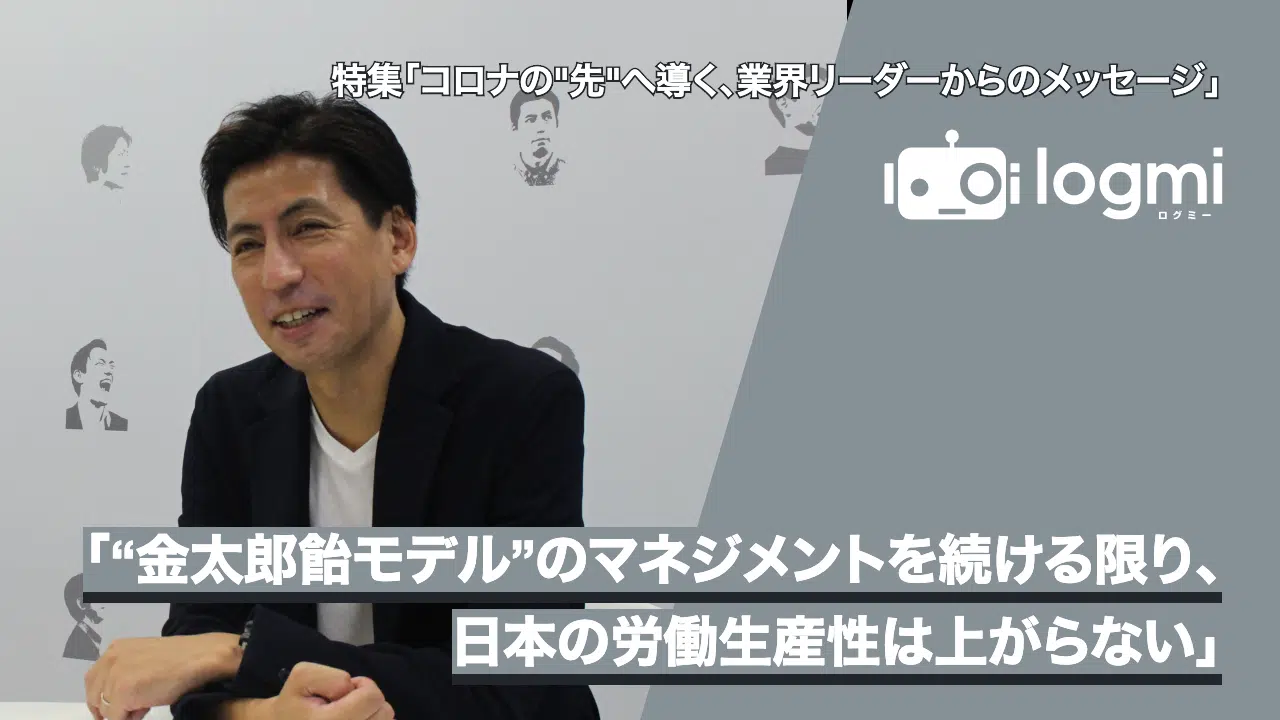 特集「コロナの"先"へ導く、業界リーダーからのメッセージ」
logmi
ログミー
「“金太郎飴モデル”のマネジメントを続ける限り、
日本の労働生産性は上がらない」